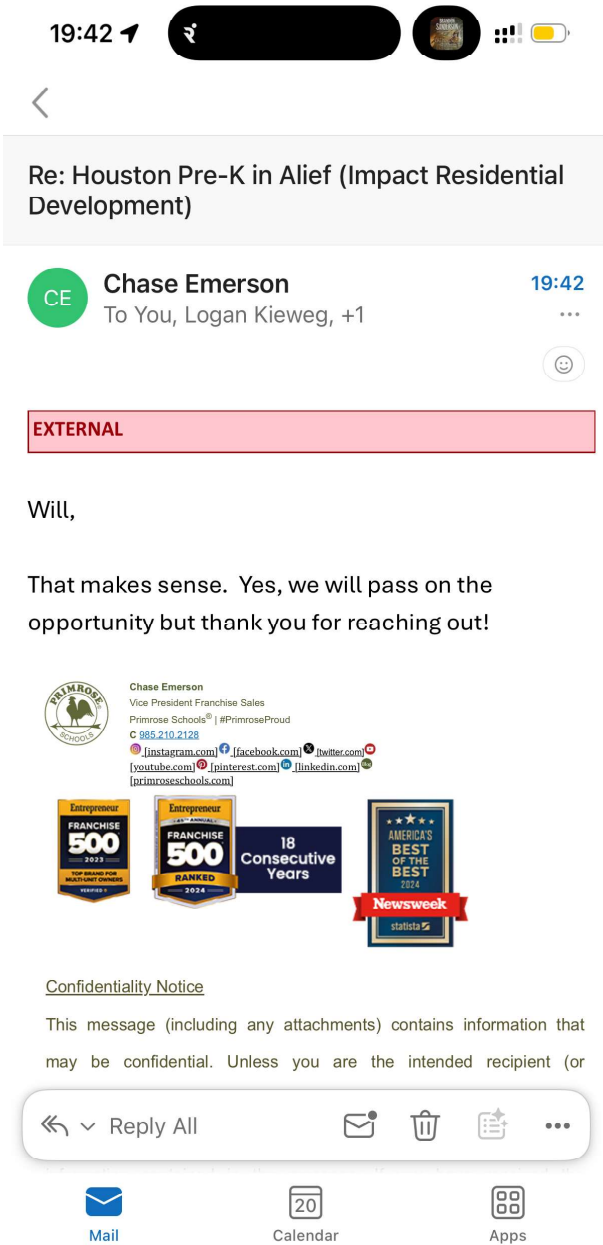 19:42
Re: Houston Pre-K in Alief (Impact Residential
Development)
CE
Chase Emerson
19:42
To You, Logan Kieweg, +1
EXTERNAL
Will,
That makes sense.  Yes, we will pass on the
opportunity but thank you for reaching out!
PRIMROSE
SCHOOLS
Chase Emerson
Vice President Franchise Sales
Primrose Schools® | #PrimroseProud
C 985.210.2128
[instagram.com] [facebook.com] [twitter.com]
[youtube.com] [pinterest.com] [linkedin.com]
[primroseschools.com]
Entrepreneur
FRANCHISE
500
2023
TOP BRAND FOR
MULTI-UNIT OWNERS
VERIFIED
Entrepreneur
45TH ANNUAL
FRANCHISE
500
RANKED
2024
18
Consecutive
Years
AMERICA'S
BEST
OF THE
BEST
2024
Newsweek
statista
Confidentiality Notice
This message (including any attachments) contains information that
may be confidential. Unless you are the intended recipient (or
Reply All
20
Mail
Calendar
Apps